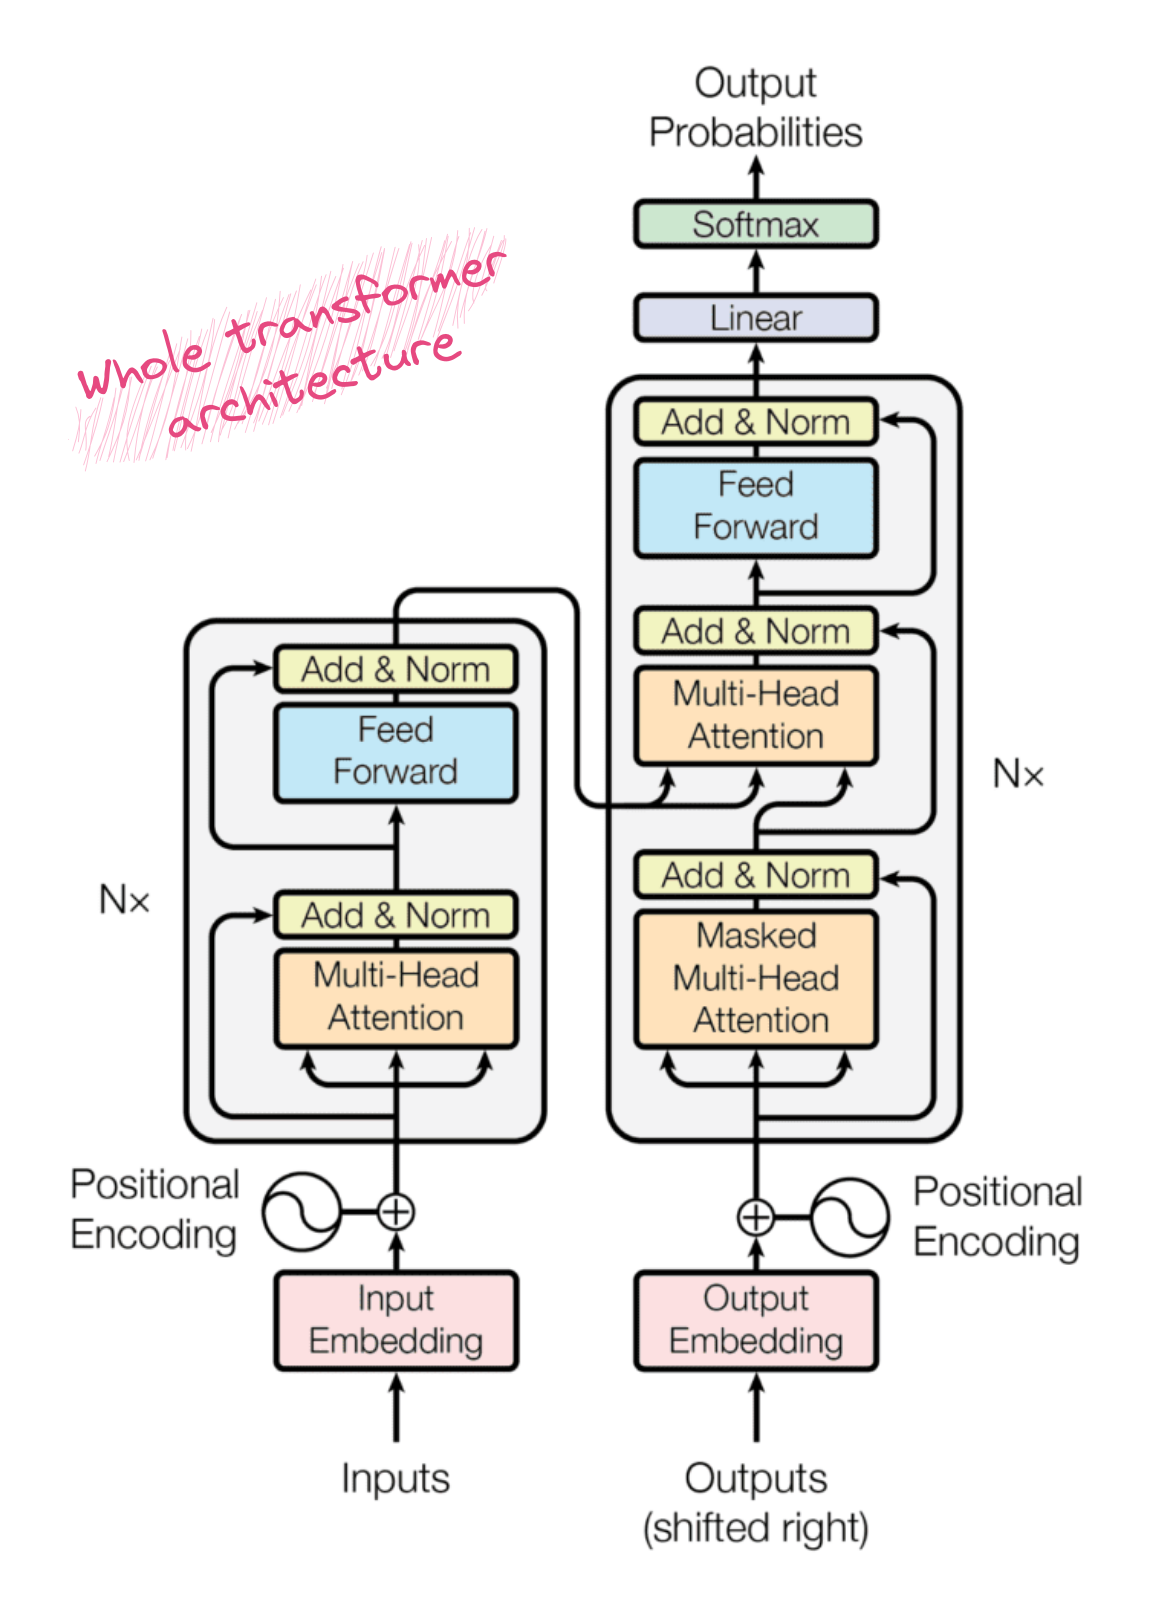 Output
Probabilities
Softmax
Linear
Add & Norm
Feed
Forward
Add & Norm
Multi-Head
Attention
Add & Norm
Masked
Multi-Head
Attention
N×
Positional
Encoding
Output
Embedding
Outputs
(shifted right)
Whole transformer
architecture
Add & Norm
Feed
Forward
Add & Norm
Multi-Head
Attention
N×
Positional
Encoding
Input
Embedding
Inputs